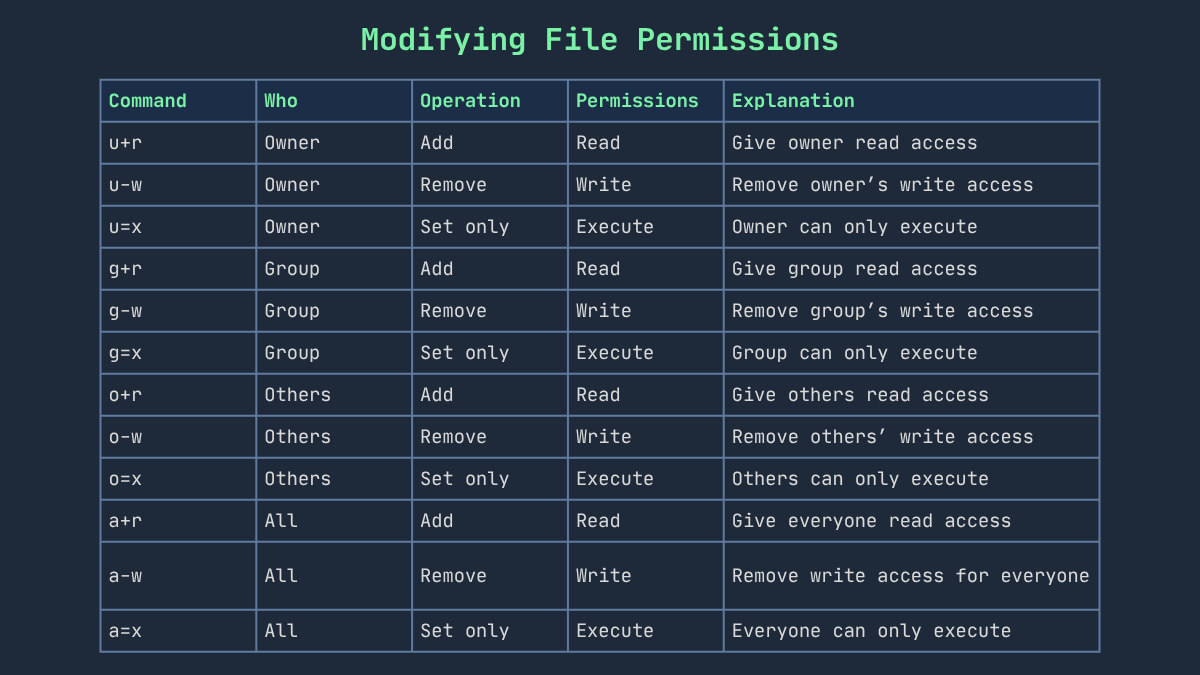 Modifying File Permissions
Command Who Operation Permissions Explanation
u+r Owner Add Read Give owner read access
u-w Owner Remove Write Remove owner’s write access
u=x Owner Set only Execute Owner can only execute
g+r Group Add Read Give group read access
g-w Group Remove Write Remove group’s write access
g=x Group Set only Execute Group can only execute
o+r Others Add Read Give others read access
o-w Others Remove Write Remove others’ write access
o=x Others Set only Execute Others can only execute
a+r All Add Read Give everyone read access
a-w All Remove Write Remove write access for everyone
a=x All Set only Execute Everyone can only execute